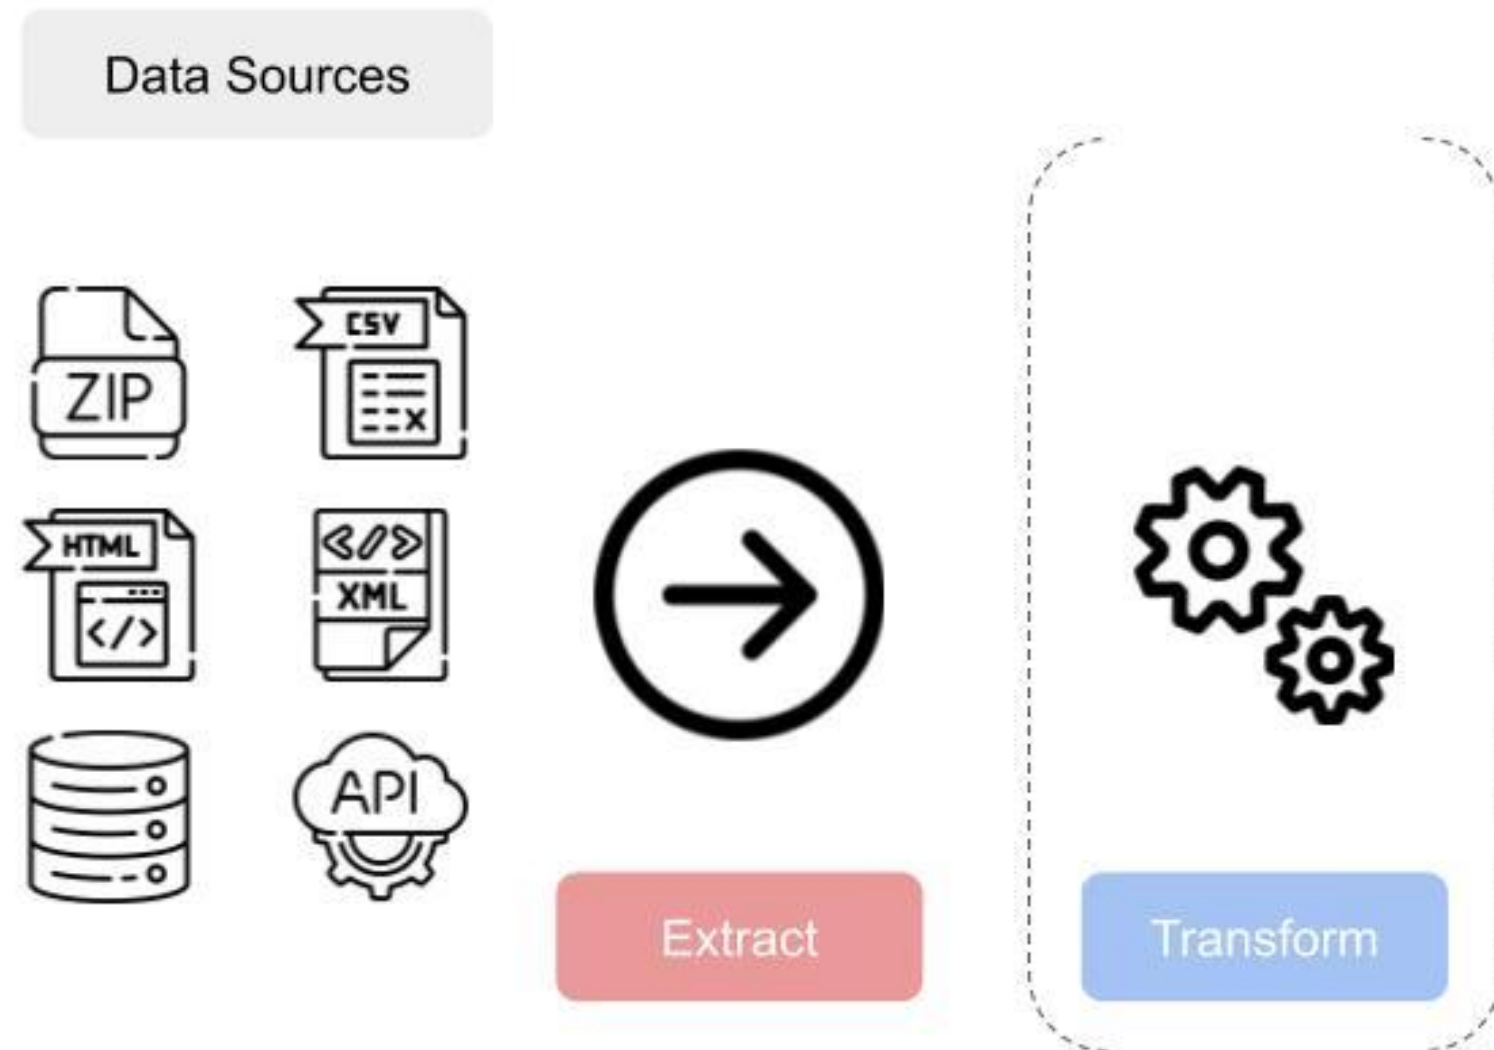 Data Sources
ZIP
CSV
HTML
</>
</>
XML
API
Extract
Transform